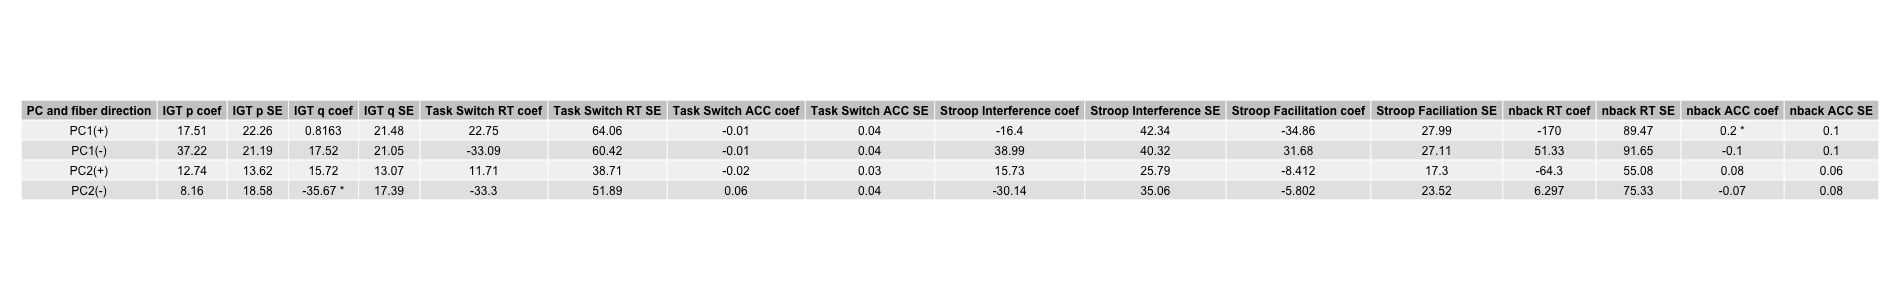 PC and fiber direction IGT p coef IGT p SE IGT q coef IGT q SE Task Switch RT coef Task Switch RT SE Task Switch ACC coef Task Switch ACC SE Stroop Interference coef Stroop Interference SE Stroop Facilitation coef Stroop Faciliation SE nback RT coef nback RT SE nback ACC coef nback ACC SE
PC1(+) 17.51 22.26 0.8163 21.48 22.75 64.06 -0.01 0.04 -16.4 42.34 -34.86 27.99 -170 89.47 0.2 * 0.1
PC1(-) 37.22 21.19 17.52 21.05 -33.09 60.42 -0.01 0.04 38.99 40.32 31.68 27.11 51.33 91.65 -0.1 0.1
PC2(+) 12.74 13.62 15.72 13.07 11.71 38.71 -0.02 0.03 15.73 25.79 -8.412 17.3 -64.3 55.08 0.08 0.06
PC2(-) 8.16 18.58 -35.67 * 17.39 -33.3 51.89 0.06 0.04 -30.14 35.06 -5.802 23.52 6.297 75.33 -0.07 0.08